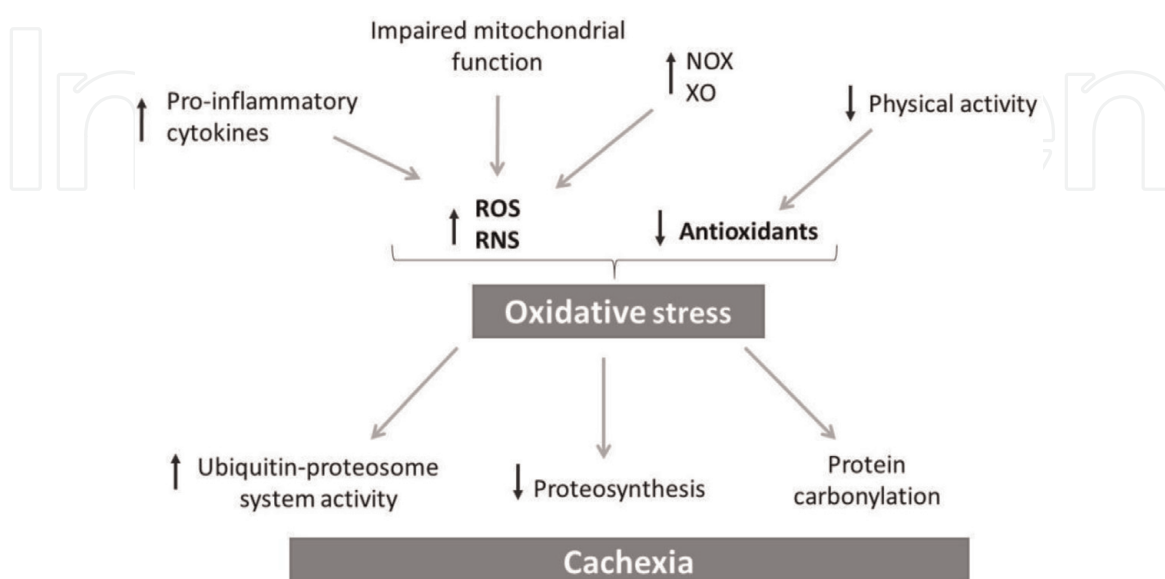 Impaired mitochondrial
function
NOX
XO
Pro-inflammatory
cytokines
Physical activity
ROS
RNS
Antioxidants
Oxidative stress
Ubiquitin-proteosome
system activity
Proteosynthesis
Protein
carbonylation
Cachexia